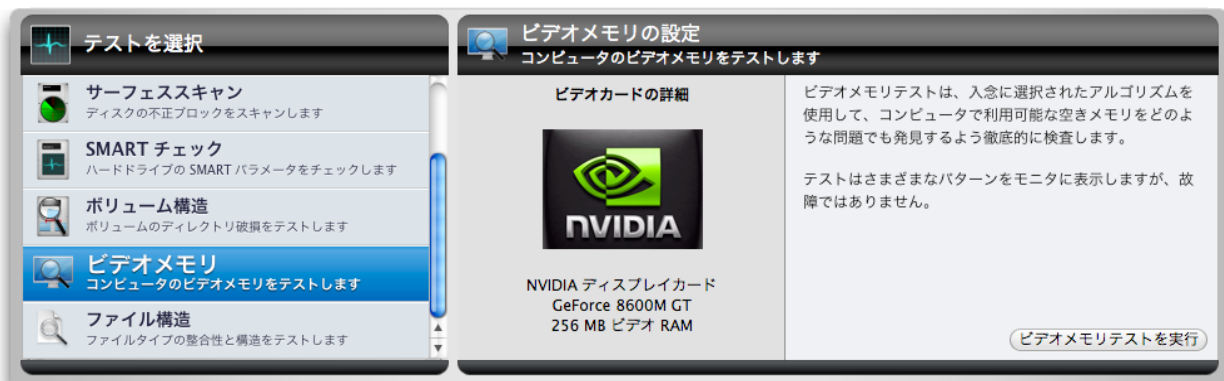 テストを選択
サーフェススキャン
ディスクの不正ブロックをスキャンします
SMART チェック
ハードドライブの SMART パラメータをチェックします
ボリューム構造
ボリュームのディレクトリ破損をテストします
ビデオメモリ
コンピュータのビデオメモリをテストします
ファイル構造
ファイルタイプの整合性と構造をテストします
ビデオメモリの設定
コンピュータのビデオメモリをテストします
ビデオカードの詳細
NVIDIA
NVIDIA ディスプレイカード
GeForce 8600M GT
256 MB ビデオ RAM
ビデオメモリテストは、入念に選択されたアルゴリズムを
使用して、コンピュータで利用可能な空きメモリをどのよ
うな問題でも発見するよう徹底的に検査します。
テストはさまざまなパターンをモニタに表示しますが、故
障ではありません。
ビデオメモリテストを実行